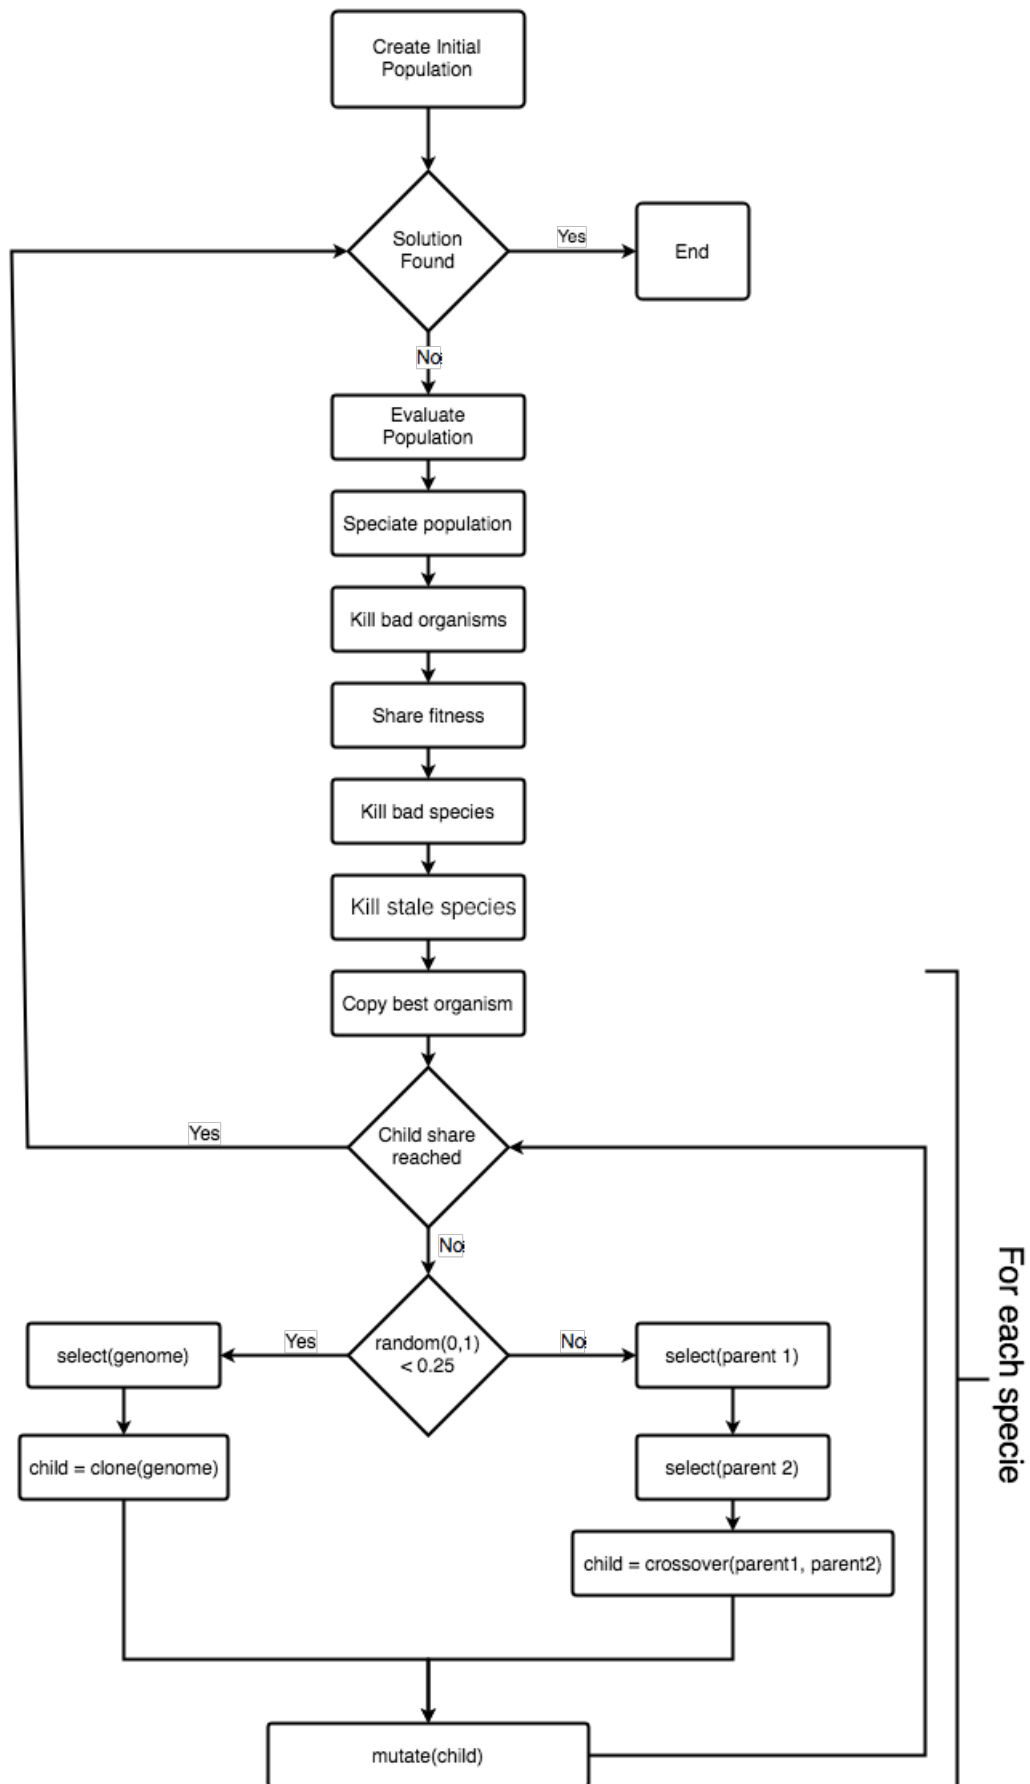 Create Initial
Population
Solution
Found
Yes
End
No
Evaluate
Population
Speciate population
Kill bad organisms
Share fitness
Kill bad species
Kill stale species
Copy best organism
Child share
reached
Yes
No
random(0,1)
< 0.25
Yes
No
select(genome)
child = clone(genome)
select(parent 1)
select(parent 2)
child = crossover(parent1, parent2)
mutate(child)
For each specie